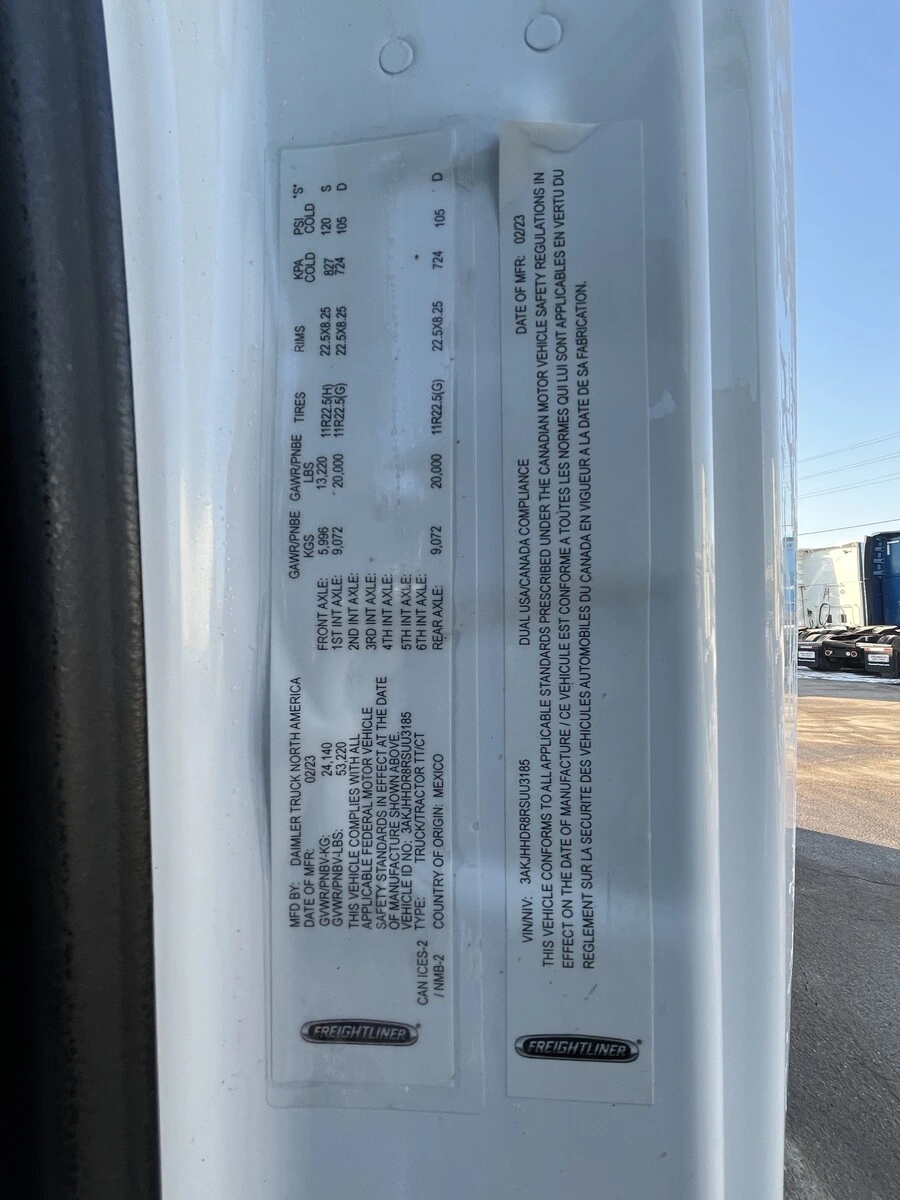 MFD BY: DAIMLER TRUCK NORTH AMERICA
DATE OF MFR: 02/23
GVWR/PNBV-KG: 24,140
GVWR/PNBV-LBS: 53,220
THIS VEHICLE COMPLIES WITH ALL
APPLICABLE FEDERAL MOTOR VEHICLE
SAFETY STANDARDS IN EFFECT AT THE DATE
OF MANUFACTURE SHOWN ABOVE.
VEHICLE ID NO: 3AKJHHDR8RSUU3185
TYPE: TRUCK/TRACTOR TT/CT
COUNTRY OF ORIGIN: MEXICO
CAN ICES-2
/ NMB-2
FREIGHTLINER
GAWR/PNBE GAWR/PNBE TIRES RIMS KPA PSI *S*
KGS LBS COLD COLD
FRONT AXLE: 5,996 13,220 11R22.5(H) 22.5X8.25 827 120 S
1ST INT AXLE: 9,072 20,000 11R22.5(G) 22.5X8.25 724 105 D
2ND INT AXLE:
3RD INT AXLE:
4TH INT AXLE:
5TH INT AXLE:
6TH INT AXLE:
REAR AXLE: 9,072 20,000 11R22.5(G) 22.5X8.25 724 105 D
VIN/NIV: 3AKJHHDR8RSUU3185 DUAL USA/CANADA COMPLIANCE DATE OF MFR: 02/23
THIS VEHICLE CONFORMS TO ALL APPLICABLE STANDARDS PRESCRIBED UNDER THE CANADIAN MOTOR VEHICLE SAFETY REGULATIONS IN
EFFECT ON THE DATE OF MANUFACTURE / CE VEHICULE EST CONFORME A TOUTES LES NORMES QUI LUI SONT APPLICABLES EN VERTU DU
REGLEMENT SUR LA SECURITE DES VEHICULES AUTOMOBILES DU CANADA EN VIGUEUR A LA DATE DE SA FABRICATION.
FREIGHTLINER